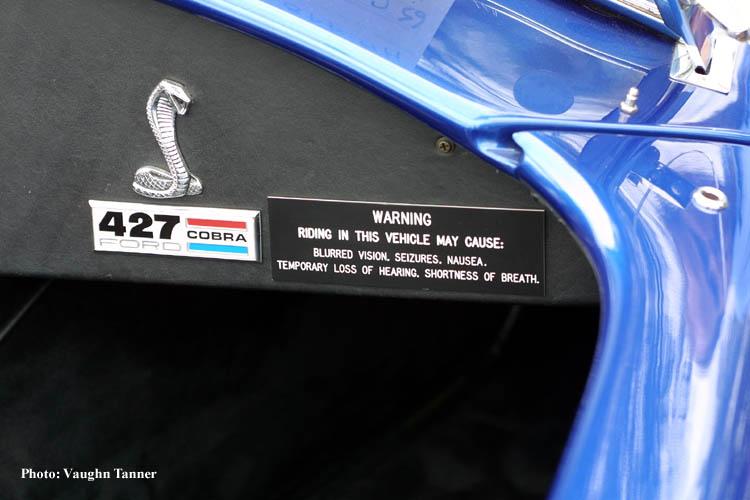 427
FORD
COBRA
WARNING
RIDING IN THIS VEHICLE MAY CAUSE:
BLURRED VISION. SEIZURES. NAUSEA.
TEMPORARY LOSS OF HEARING. SHORTNESS OF BREATH.
Photo: Vaughn Tanner